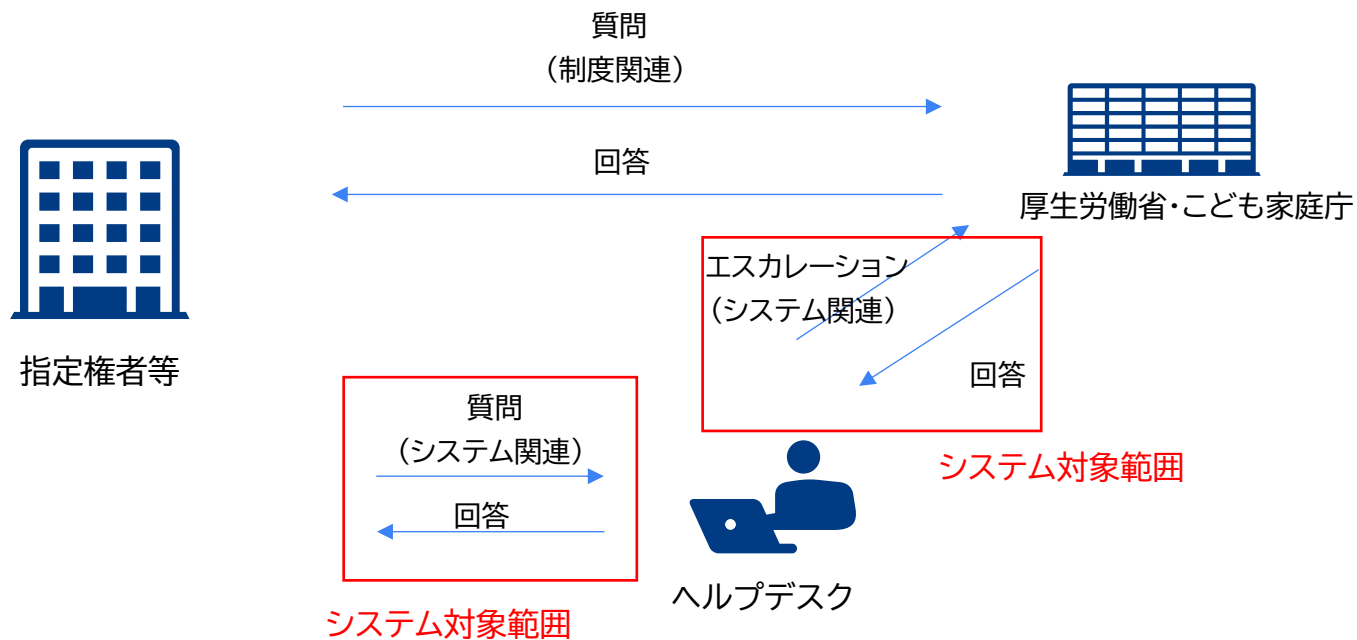 質問
（制度関連）
回答
厚生労働省・こども家庭庁
指定権者等
エスカレーション
（システム関連）
回答
システム対象範囲
質問
（システム関連）
回答
ヘルプデスク
システム対象範囲